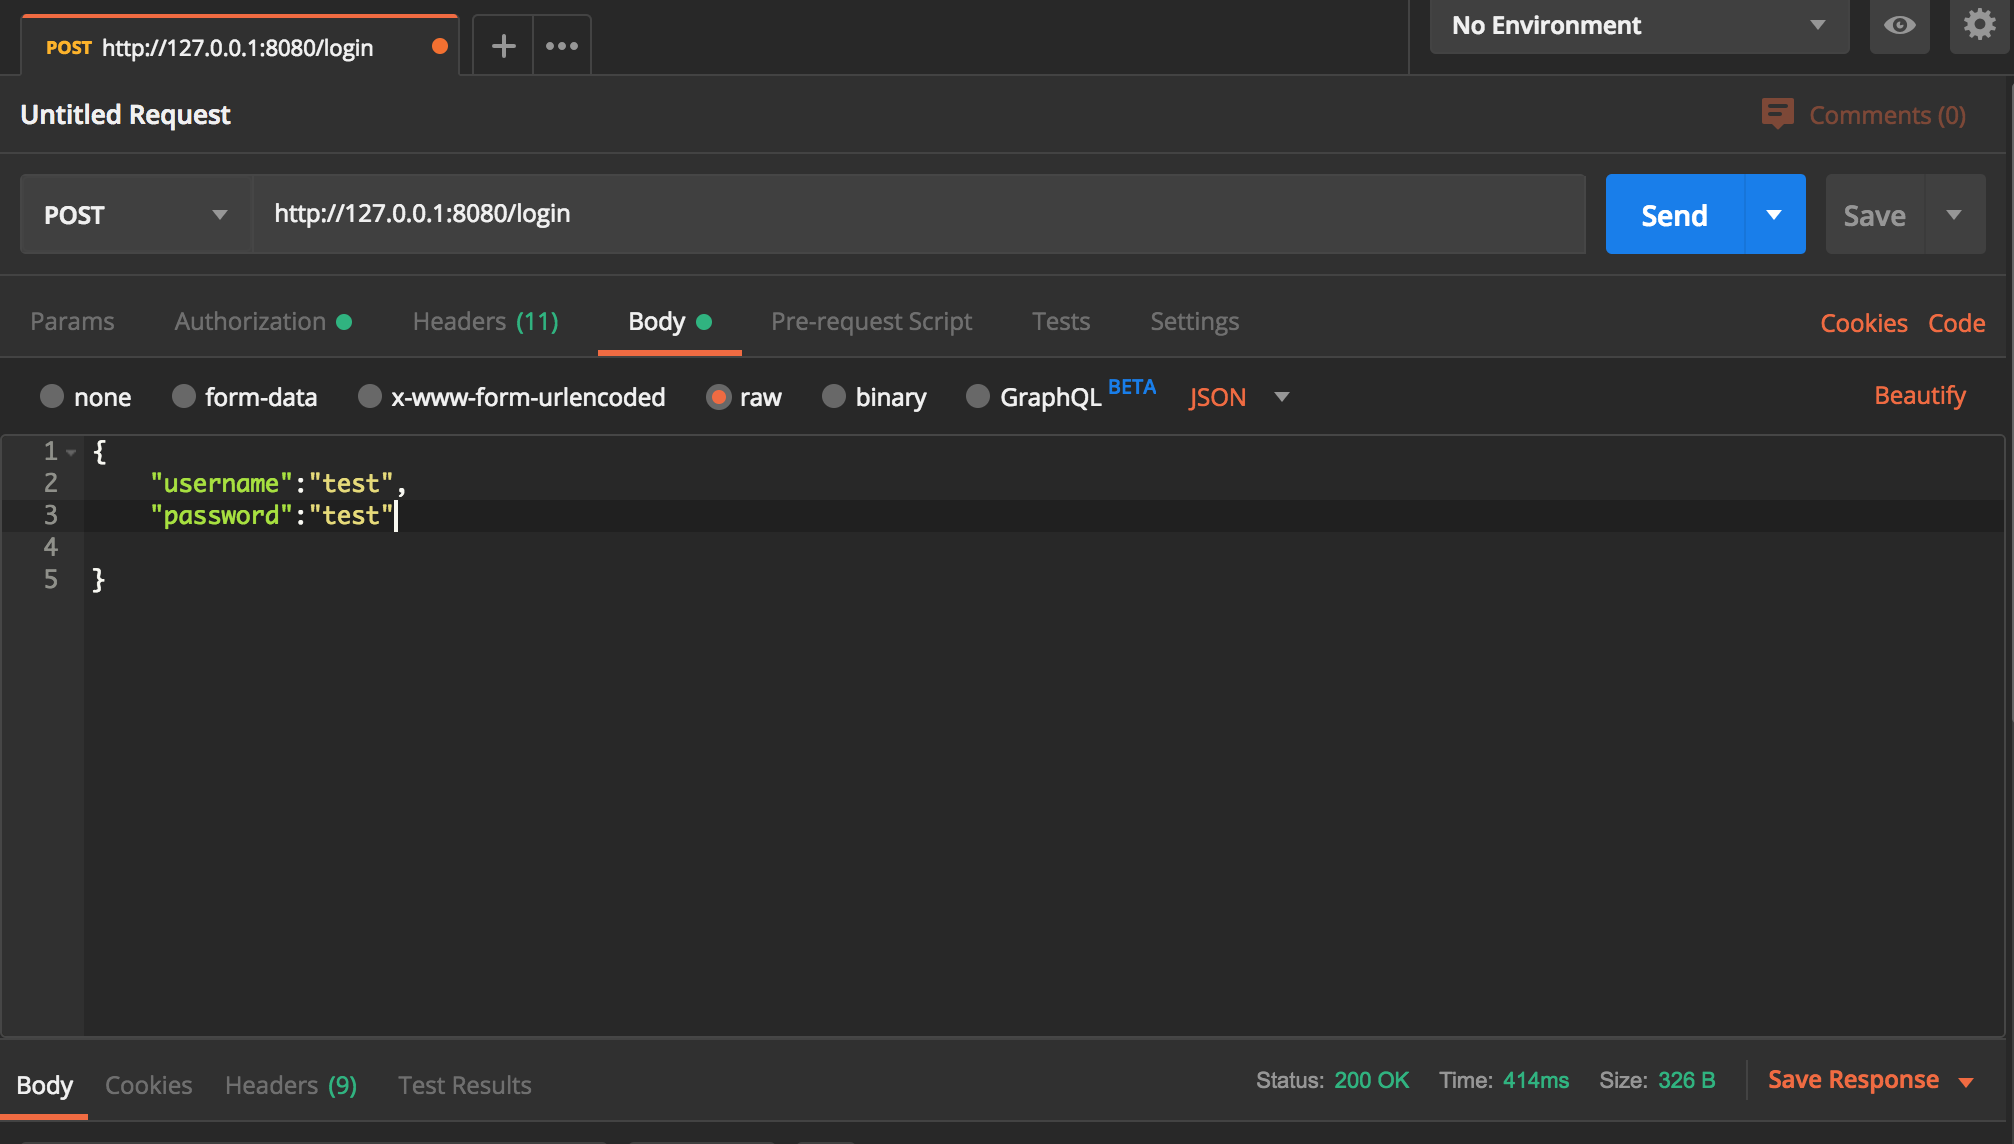 POST http://127.0.0.1:8080/login
No Environment
Untitled Request
Comments (0)
POST http://127.0.0.1:8080/login Send Save
Params Authorization Headers (11) Body Pre-request Script Tests Settings Cookies Code
none form-data x-www-form-urlencoded raw binary GraphQL BETA JSON Beautify
1 {
2 "username":"test",
3 "password":"test"
4
5 }
Body Cookies Headers (9) Test Results Status: 200 OK Time: 414ms Size: 326 B Save Response